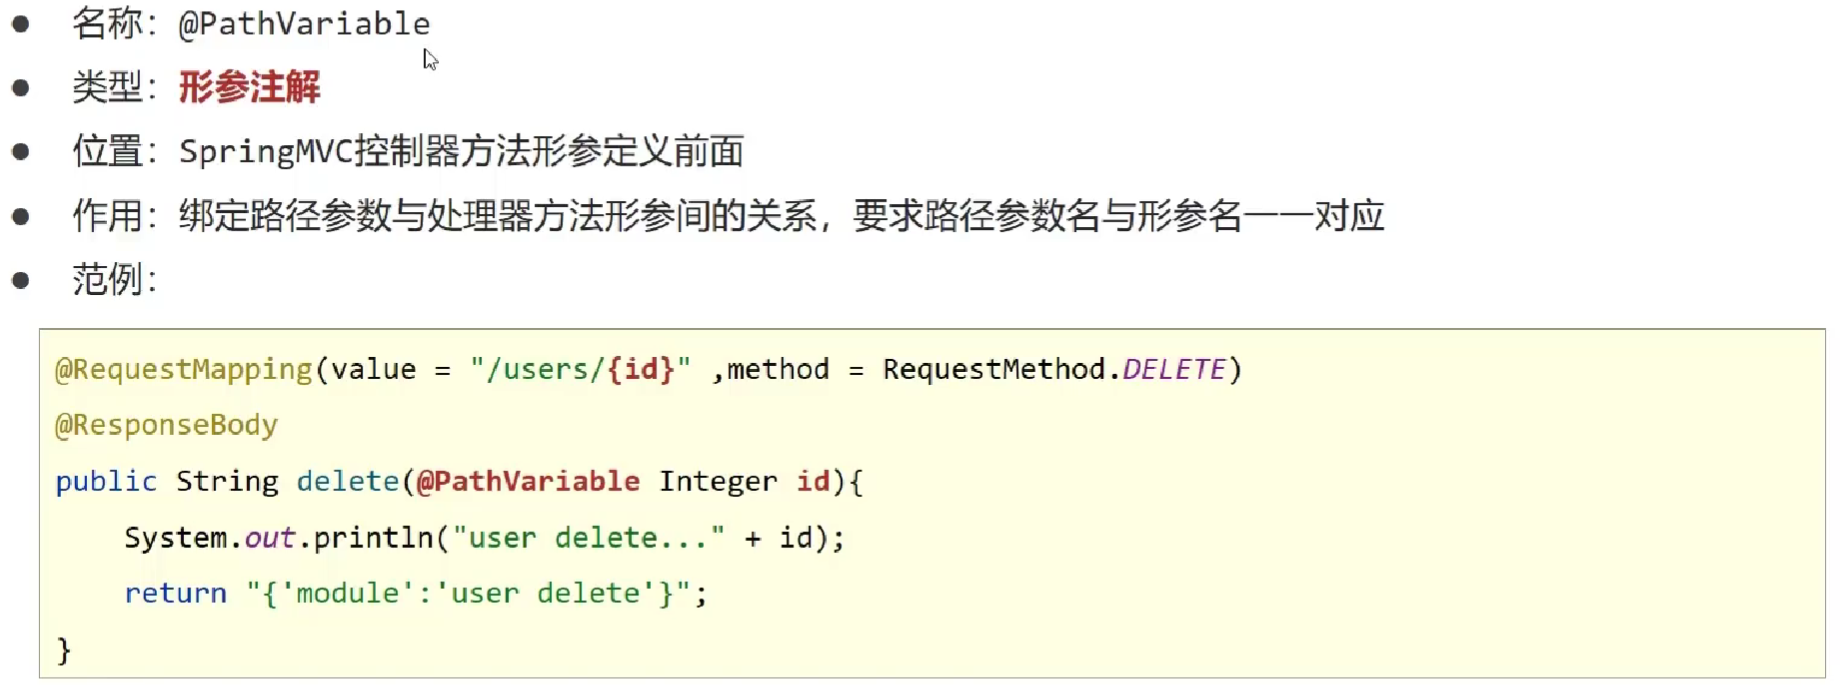 ● 名称：@PathVariable
● 类型：形参注解
● 位置：SpringMVC控制器方法形参定义前面
● 作用：绑定路径参数与处理器方法形参间的关系，要求路径参数名与形参名一一对应
● 范例：
@RequestMapping(value = "/users/{id}" ,method = RequestMethod.DELETE)
@ResponseBody
public String delete(@PathVariable Integer id){
    System.out.println("user delete..." + id);
    return "{'module':'user delete'}";
}